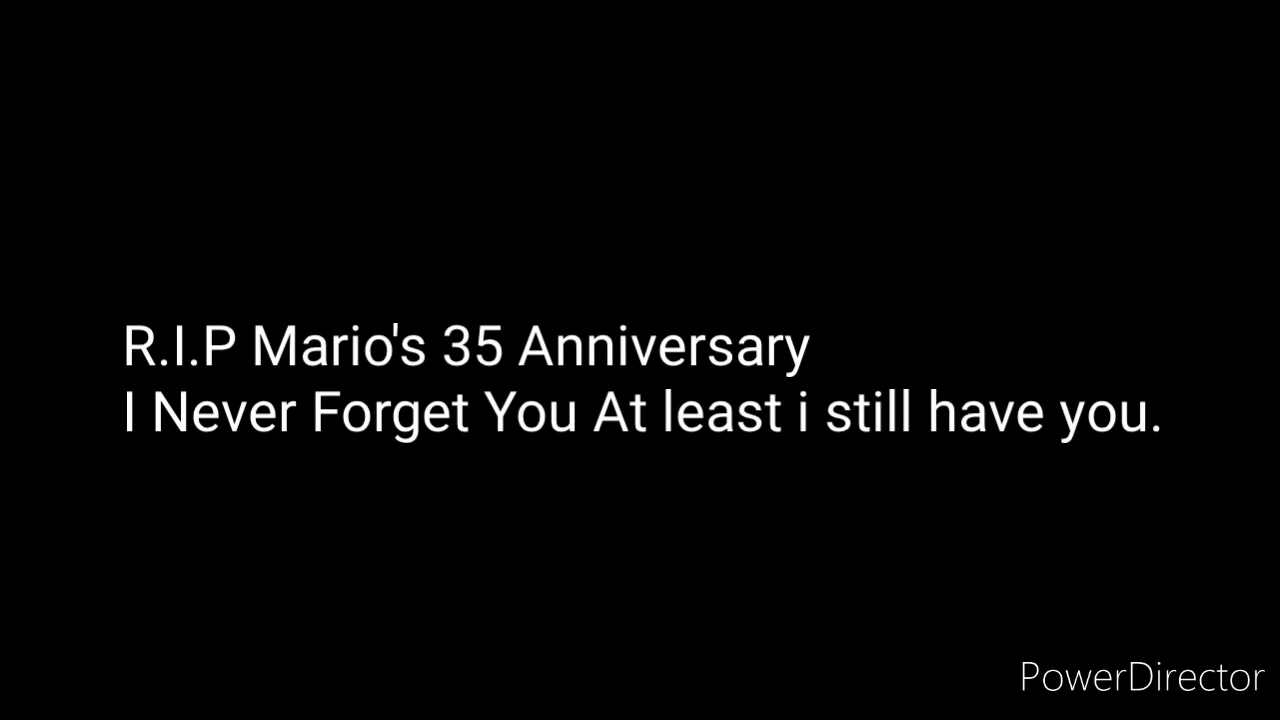 R.I.P Mario's 35 Anniversary
I Never Forget You At least i still have you.
PowerDirector